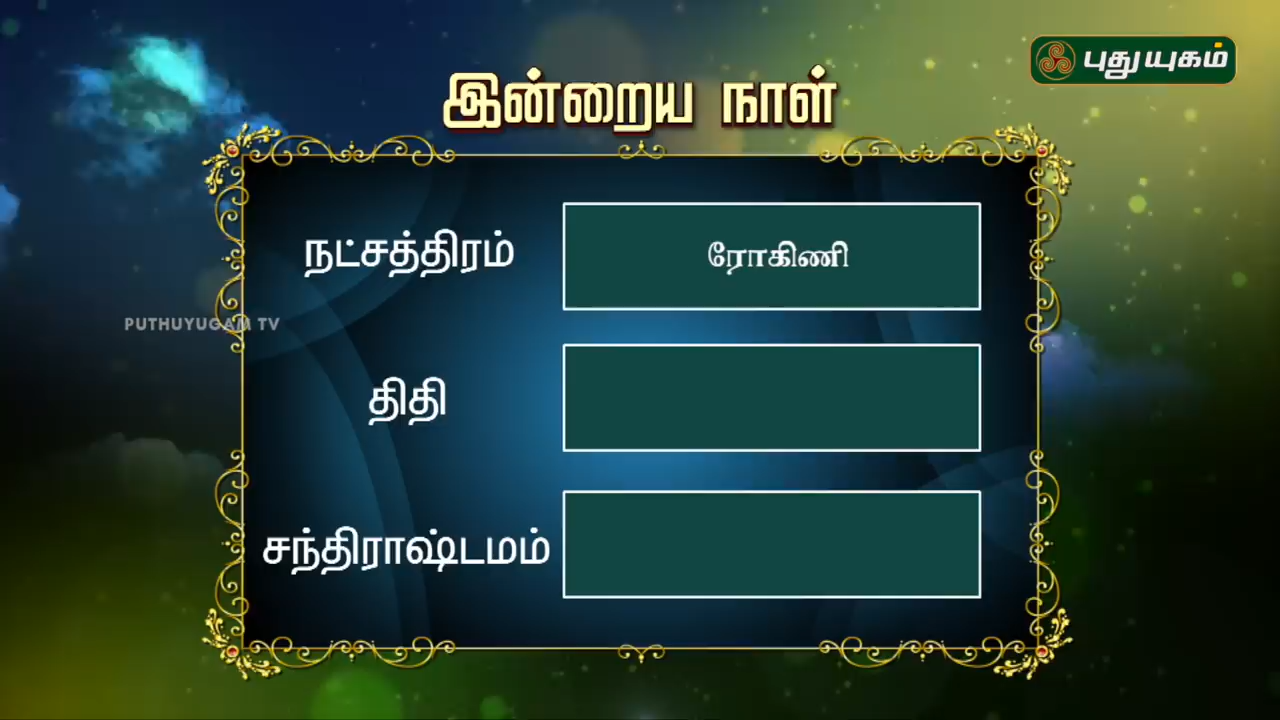 புதுயுகம்
இன்றைய நாள்
நட்சத்திரம்
ரோகிணி
PUTHUYUGAM TV
திதி
சந்திராஷ்டமம்